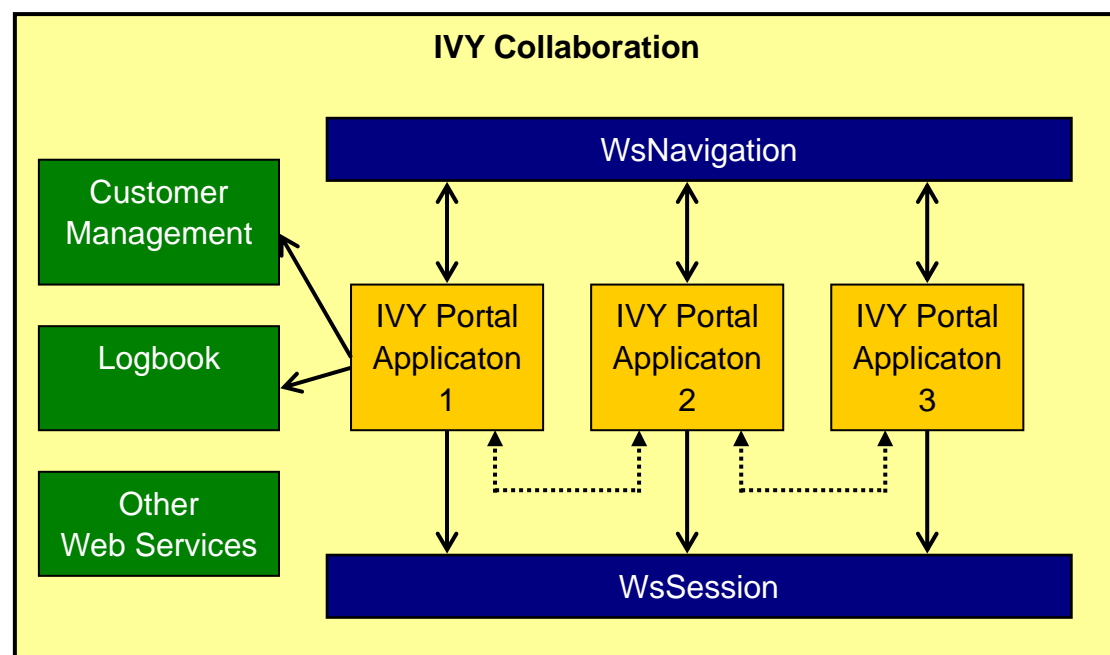 IVY Collaboration
WsNavigation
Customer
Management
Logbook
Other
Web Services
IVY Portal
Applicaton
1
IVY Portal
Applicaton
2
IVY Portal
Applicaton
3
WsSession